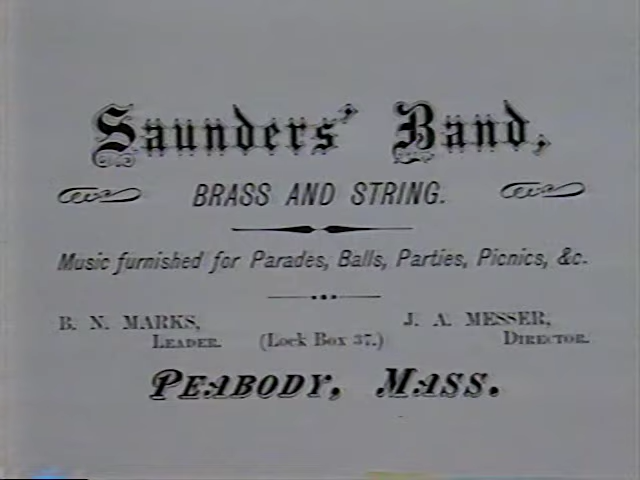 Saunders' Band,
BRASS AND STRING.
Music furnished for Parades, Balls, Parties, Picnics, &c.
B. N. MARKS,
LEADER.
(Lock Box 37.)
J. A. MESSER,
DIRECTOR.
PEABODY, MASS.